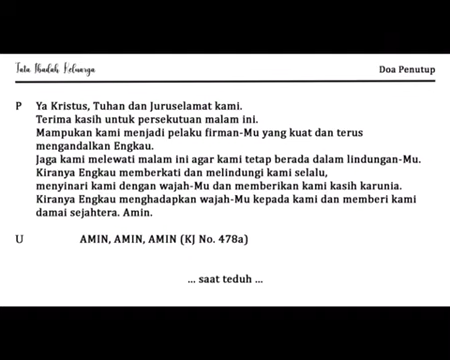 Tata Ibadah Keluarga
Doa Penutup
P Ya Kristus, Tuhan dan Juruselamat kami.
Terima kasih untuk persekutuan malam ini.
Mampukan kami menjadi pelaku firman-Mu yang kuat dan terus
mengandalkan Engkau.
Jaga kami melewati malam ini agar kami tetap berada dalam lindungan-Mu.
Kiranya Engkau memberkati dan melindungi kami selalu,
menyinari kami dengan wajah-Mu dan memberikan kami kasih karunia.
Kiranya Engkau menghadapkan wajah-Mu kepada kami dan memberi kami
damai sejahtera. Amin.
U AMIN, AMIN, AMIN (KJ No. 478a)
... saat teduh ...